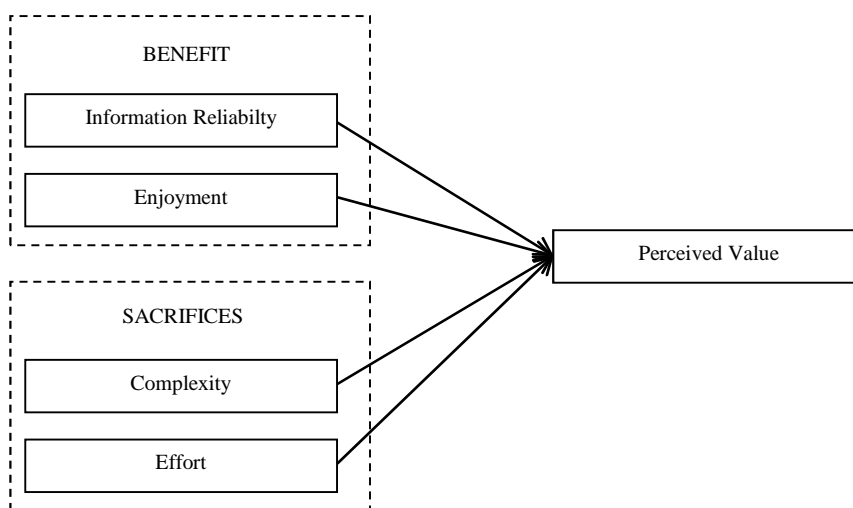 BENEFIT
Information Reliabilty
Enjoyment
Perceived Value
SACRIFICES
Complexity
Effort